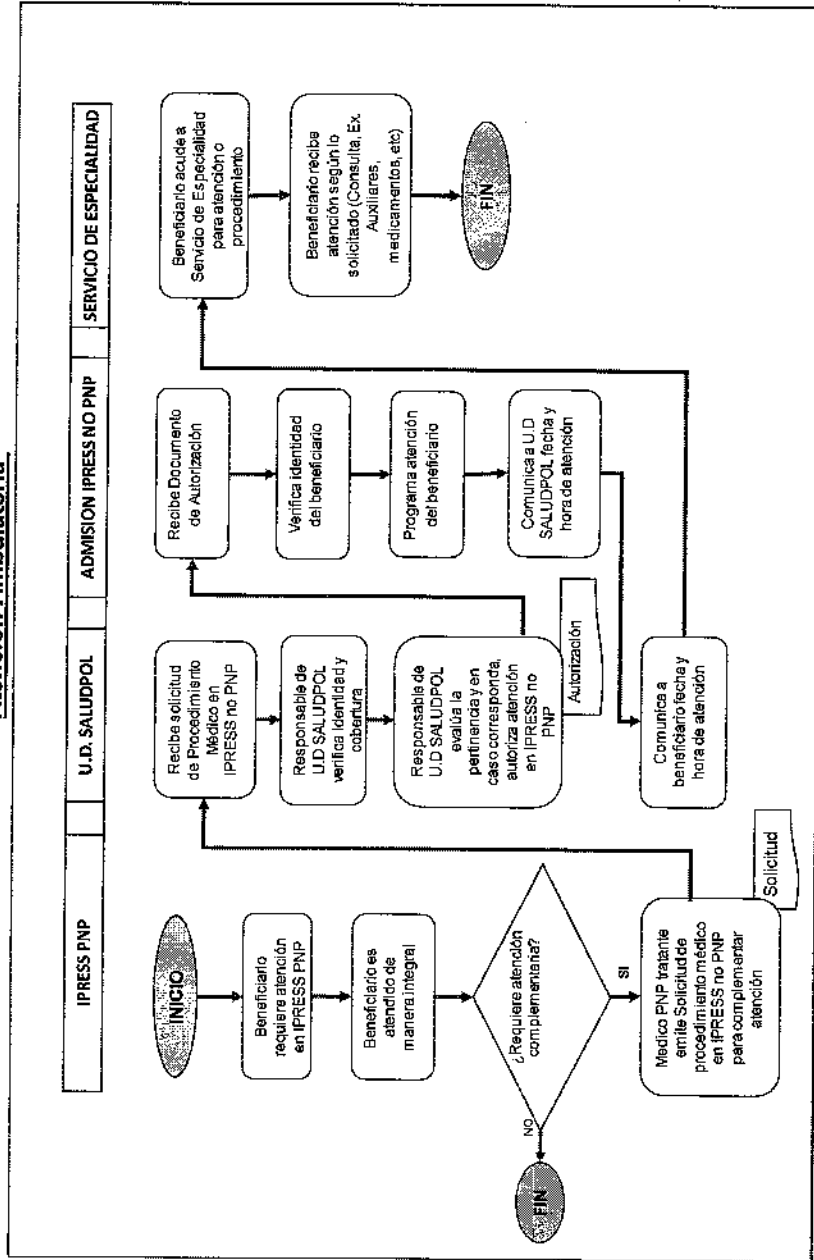 Atención Ambulatoria
IPRESS PNP
U.D. SALUDPOL
ADMISION IPRESS NO PNP
SERVICIO DE ESPECIALIDAD
INICIO
Beneficiario
requiere atención
en IPRESS PNP
Beneficiario es
atendido de
manera integral
¿Requiere atención
complementaria?
NO
FIN
SI
Medico PNP tratante
emite Solicitud de
procedimiento médico
en IPRESS no PNP
para complementar
atención
Solicitud
Recibe solicitud
de Procedimiento
Médico en
IPRESS no PNP
Responsable de
U.D SALUDPOL
verifica Identidad y
cobertura
Responsable de
U.D SALUDPOL
evalúa la
pertinencia y en
caso corresponda,
autoriza atención
en IPRESS no
PNP
Autorización
Comunica a
beneficiario fecha y
hora de atención
Recibe Documento
de Autorización
Verifica identidad
del beneficiario
Programa atención
del beneficiario
Comunica a U.D
SALUDPOL fecha y
hora de atención
Beneficiario acude a
Servicio de Especialidad
para atención o
procedimiento
Beneficiario recibe
atención según lo
solicitado (Consulta, Ex.
Auxiliares,
medicamentos, etc)
FIN